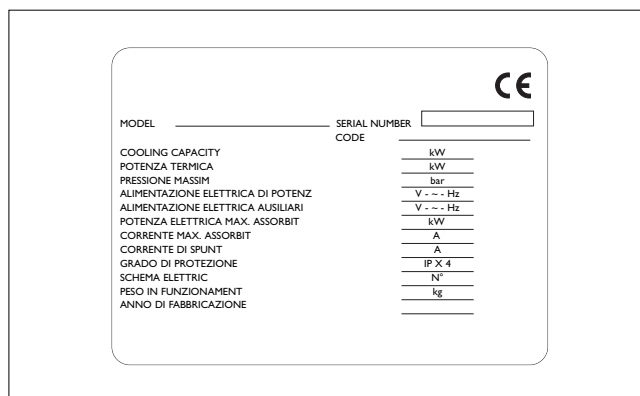 CE
MODEL SERIAL NUMBER
CODE
COOLING CAPACITY kW
POTENZA TERMICA kW
PRESSIONE MASSIM bar
ALIMENTAZIONE ELETTRICA DI POTENZ V - ~ - Hz
ALIMENTAZIONE ELETTRICA AUSILIARI V - ~ - Hz
POTENZA ELETTRICA MAX. ASSORBIT kW
CORRENTE MAX. ASSORBIT A
CORRENTE DI SPUNT A
GRADO DI PROTEZIONE IP X 4
SCHEMA ELETTRIC N°
PESO IN FUNZIONAMENT kg
ANNO DI FABBRICAZIONE